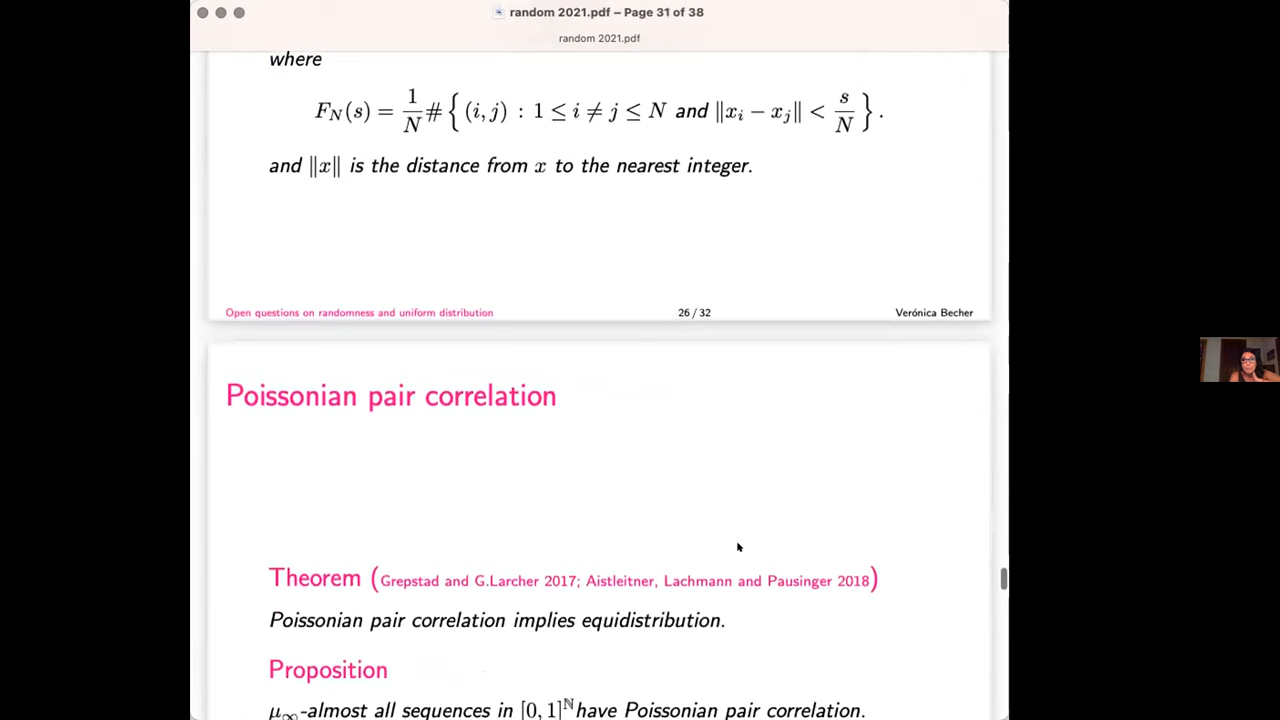 random 2021.pdf – Page 31 of 38
random 2021.pdf
where
F_N(s) = 1/N # { (i, j) : 1 ≤ i ≠ j ≤ N and ‖x_i − x_j‖ < s/N } .
and ‖x‖ is the distance from x to the nearest integer.
Open questions on randomness and uniform distribution 26 / 32 Verónica Becher
Poissonian pair correlation
Theorem (Grepstad and G.Larcher 2017; Aistleitner, Lachmann and Pausinger 2018)
Poissonian pair correlation implies equidistribution.
Proposition
μ_∞-almost all sequences in [0, 1]^ℕ have Poissonian pair correlation.